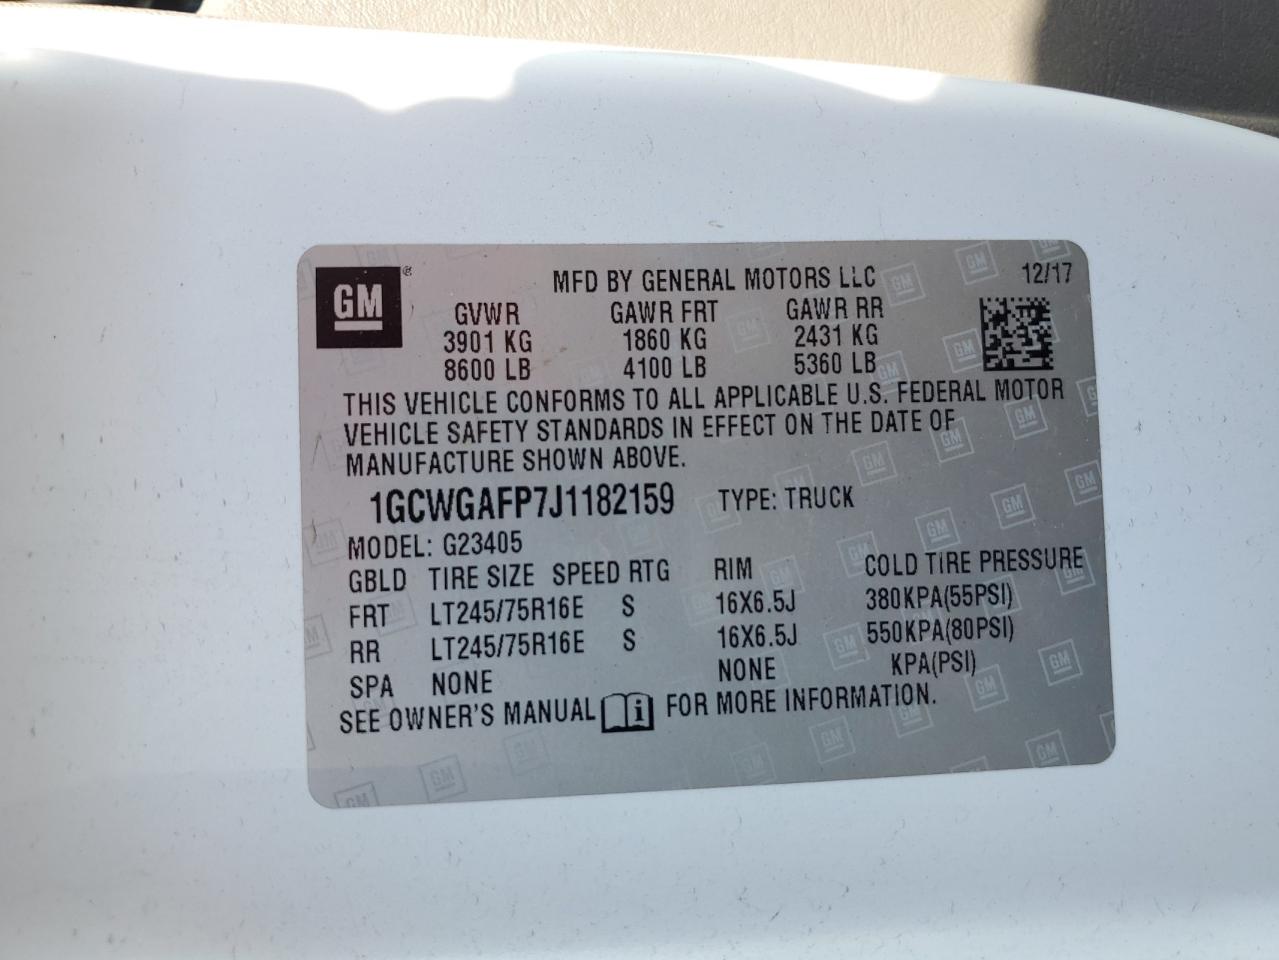 GM ®
MFD BY GENERAL MOTORS LLC 12/17
GVWR GAWR FRT GAWR RR
3901 KG 1860 KG 2431 KG
8600 LB 4100 LB 5360 LB
THIS VEHICLE CONFORMS TO ALL APPLICABLE U.S. FEDERAL MOTOR
VEHICLE SAFETY STANDARDS IN EFFECT ON THE DATE OF
MANUFACTURE SHOWN ABOVE.
1GCWGAFP7J1182159 TYPE: TRUCK
MODEL: G23405
GBLD TIRE SIZE SPEED RTG RIM COLD TIRE PRESSURE
FRT LT245/75R16E S 16X6.5J 380KPA(55PSI)
RR LT245/75R16E S 16X6.5J 550KPA(80PSI)
SPA NONE NONE KPA(PSI)
SEE OWNER'S MANUAL i FOR MORE INFORMATION.